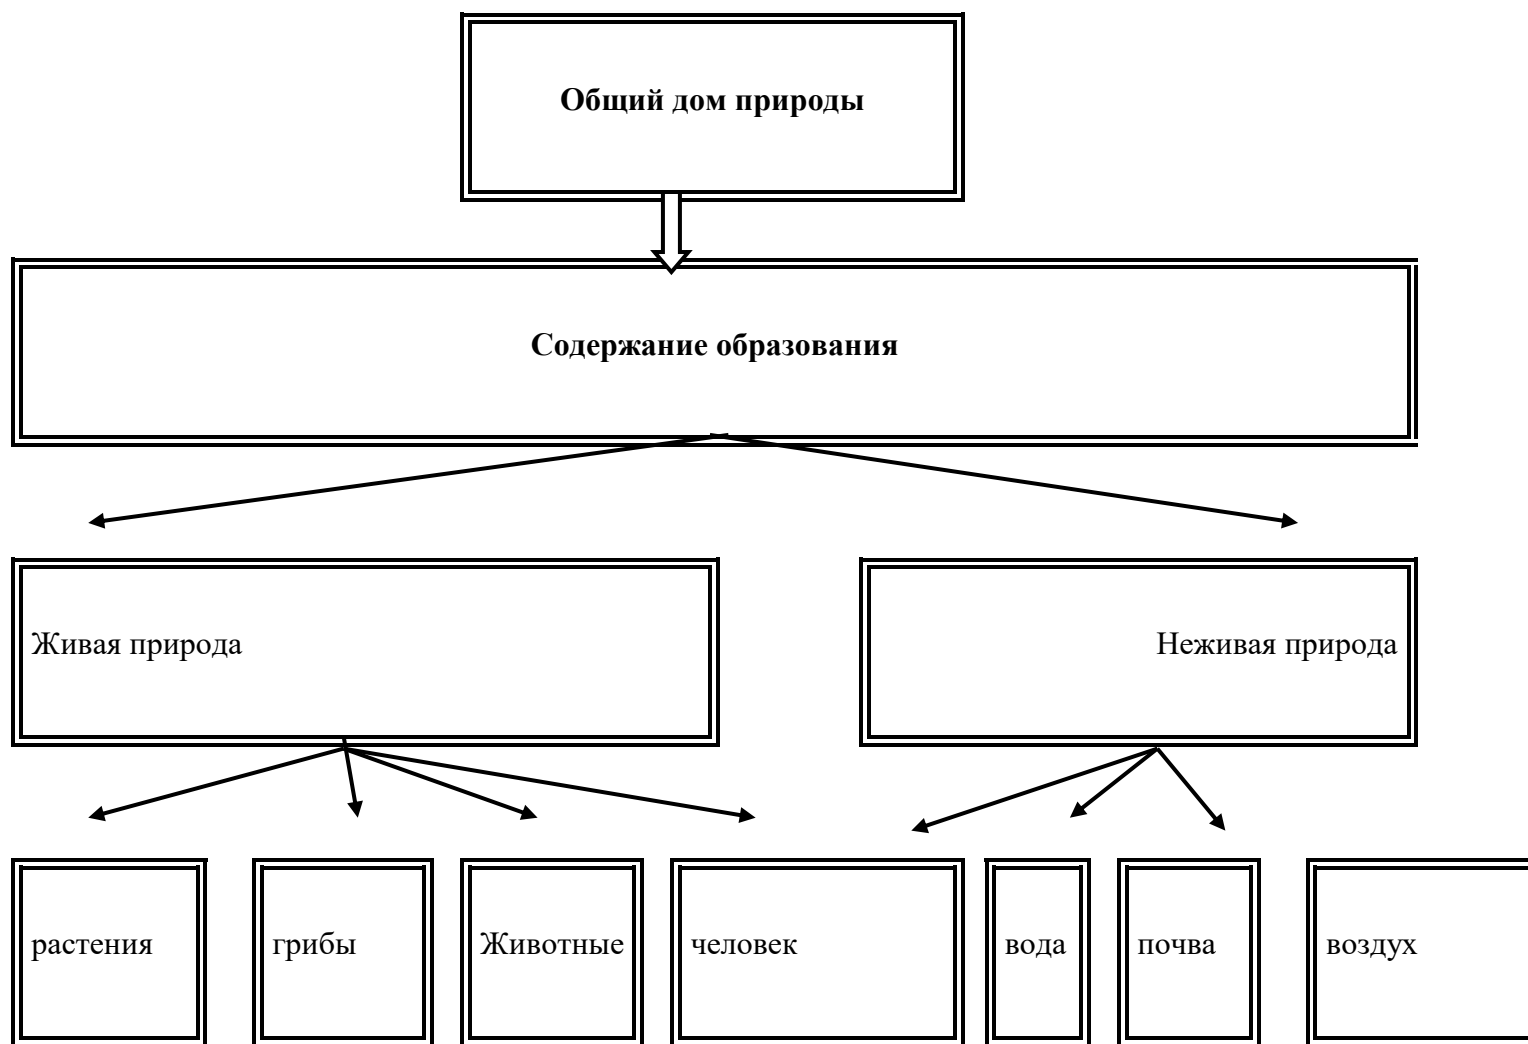 Общий дом природы
Содержание образования
Живая природа
Неживая природа
растения
грибы
Животные
человек
вода
почва
воздух